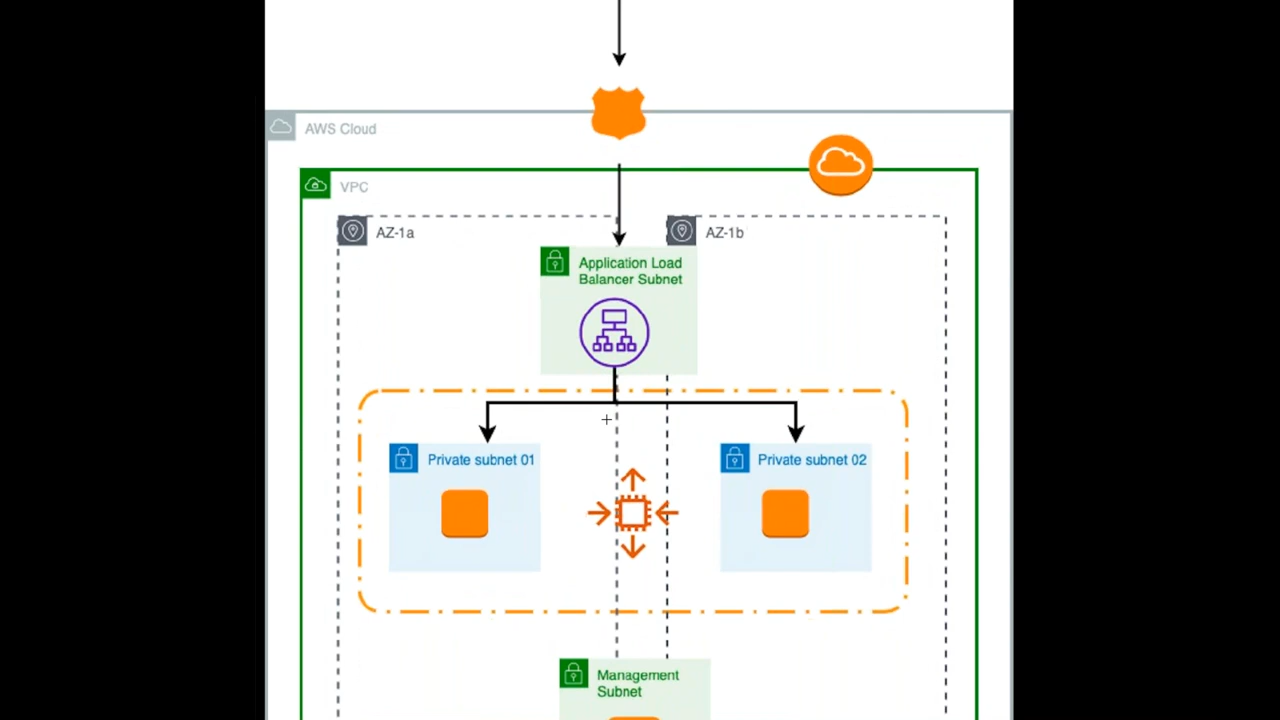 AWS Cloud
VPC
AZ-1a
AZ-1b
Application Load
Balancer Subnet
Private subnet 01
Private subnet 02
Management
Subnet